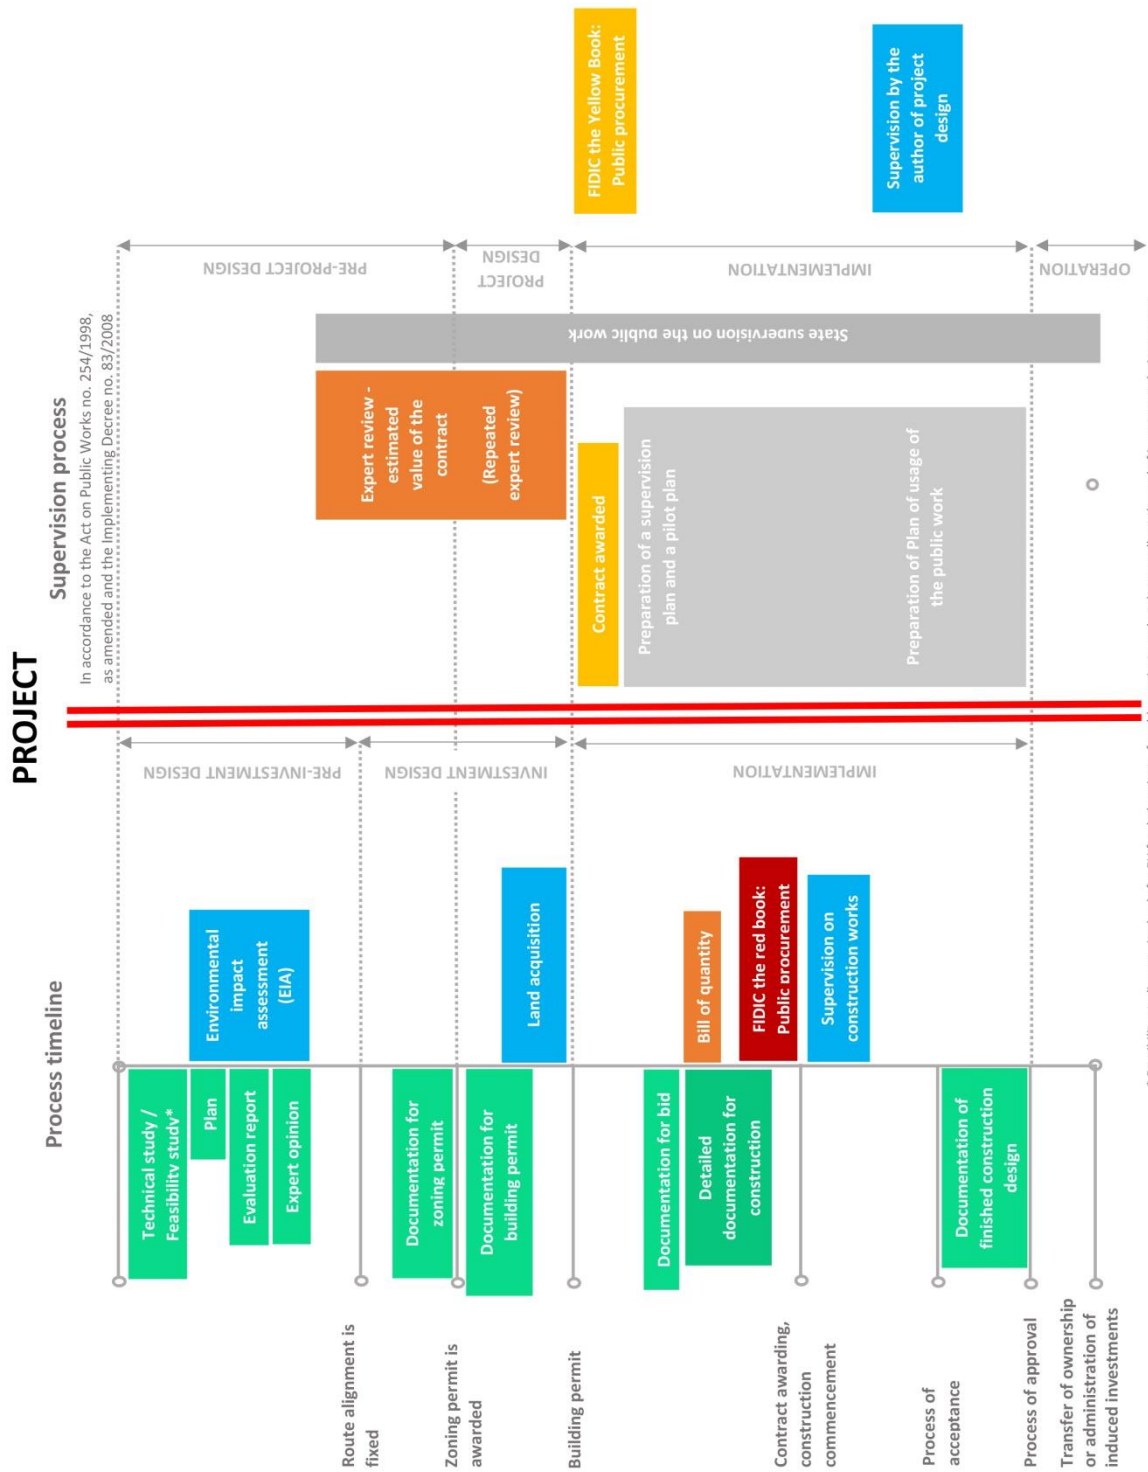 PROJECT
Process timeline
Supervision process
In accordance to the Act on Public Works no. 254/1998,
as amended and the Implementing Decree no. 83/2008
Technical study /
Feasibility study*
Plan
Evaluation report
Expert opinion
Environmental
impact
assessment
(EIA)
PRE-INVESTMENT DESIGN
PRE-PROJECT DESIGN
Route alignment is
fixed
Documentation for
zoning permit
Zoning permit is
awarded
Documentation for
building permit
Land acquisition
INVESTMENT DESIGN
Expert review -
estimated
value of the
contract
(Repeated
expert review)
PROJECT
DESIGN
State supervision on the public work
Building permit
Documentation for bid
Detailed
documentation for
construction
Bill of quantity
FIDIC the red book:
Public procurement
Contract awarding,
construction
commencement
Supervision on
construction works
IMPLEMENTATION
Contract awarded
Preparation of a supervision
plan and a pilot plan
Preparation of Plan of usage of
the public work
IMPLEMENTATION
FIDIC the Yellow Book:
Public procurement
Supervision by the
author of project
design
Process of
acceptance
Documentation of
finished construction
design
Process of approval
Transfer of ownership
or administration of
induced investments
OPERATION